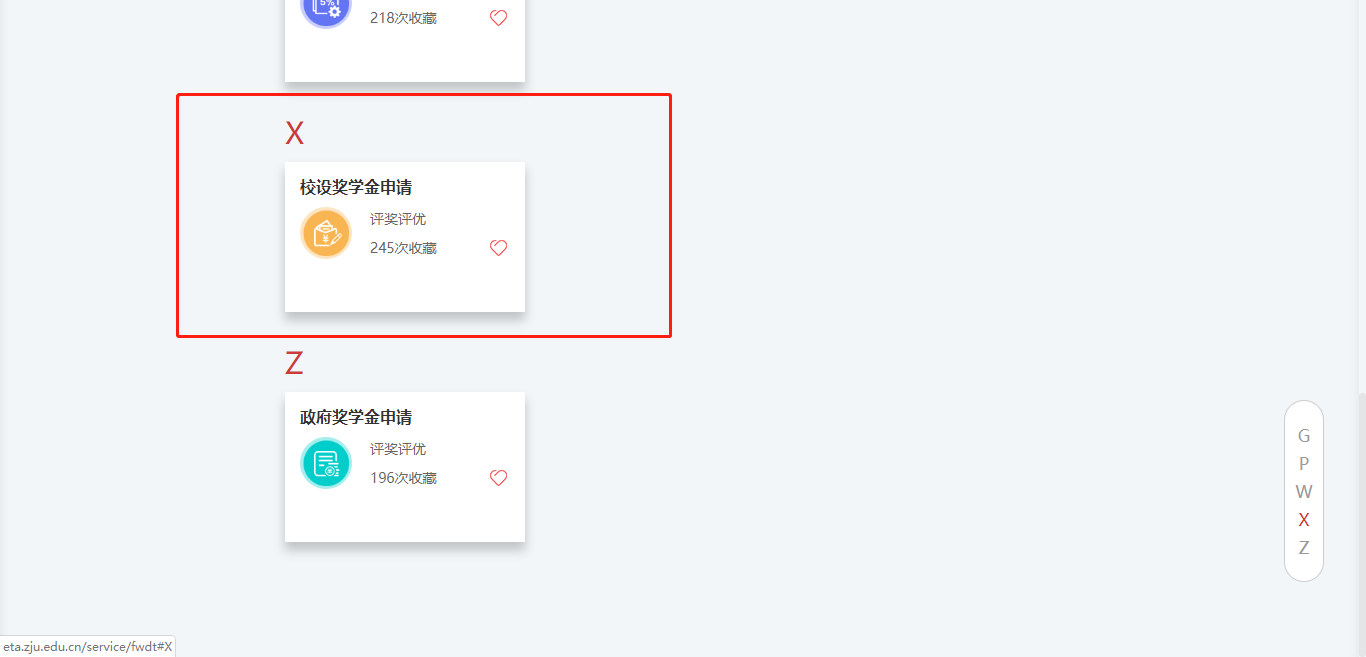 5%
218次收藏
X
校设奖学金申请
评奖评优
245次收藏
Z
政府奖学金申请
评奖评优
196次收藏
G
P
W
X
Z
eta.zju.edu.cn/service/fwdt#X